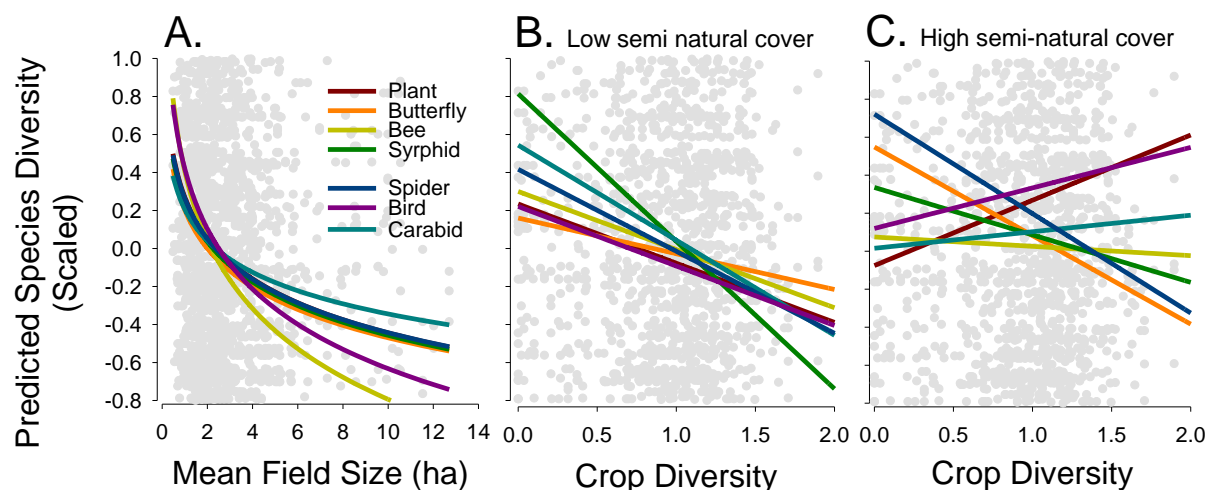 A.
B. Low semi natural cover
C. High semi-natural cover
Predicted Species Diversity
(Scaled)
1.0
0.8
0.6
0.4
0.2
0.0
-0.2
-0.4
-0.6
-0.8
Plant
Butterfly
Bee
Syrphid
Spider
Bird
Carabid
0 2 4 6 8 10 12 14
0.0 0.5 1.0 1.5 2.0
0.0 0.5 1.0 1.5 2.0
Mean Field Size (ha)
Crop Diversity
Crop Diversity